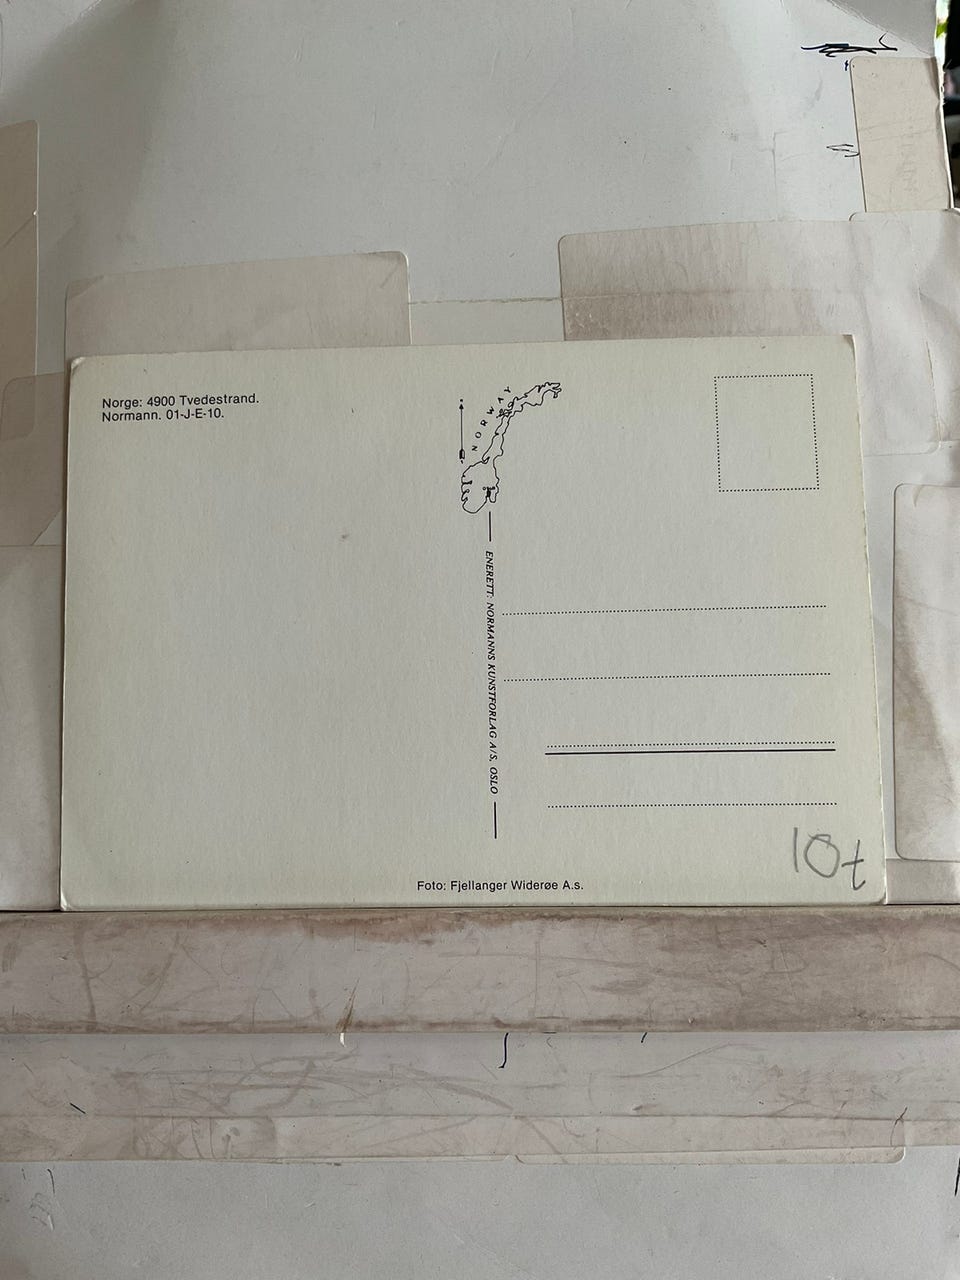 Norge: 4900 Tvedestrand.
Normann. 01-J-E-10.
NORWAY
ENERETT: NORMANNS KUNSTFORLAG A/S, OSLO
Foto: Fjellanger Widerøe A.s.
10t